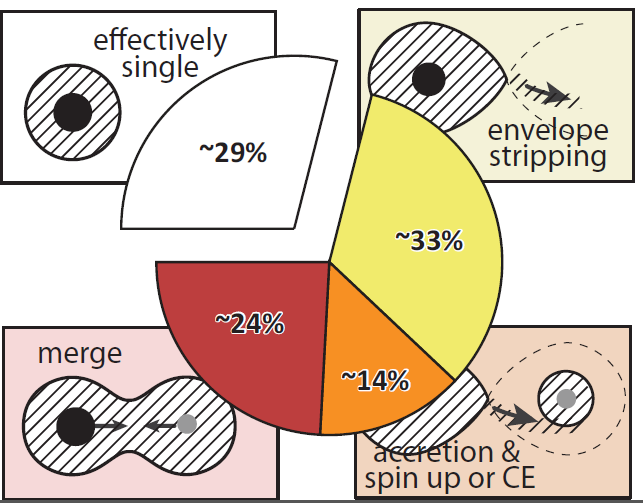 effectively
single
~29%
envelope
stripping
~33%
~24%
~14%
merge
accretion &
spin up or CE